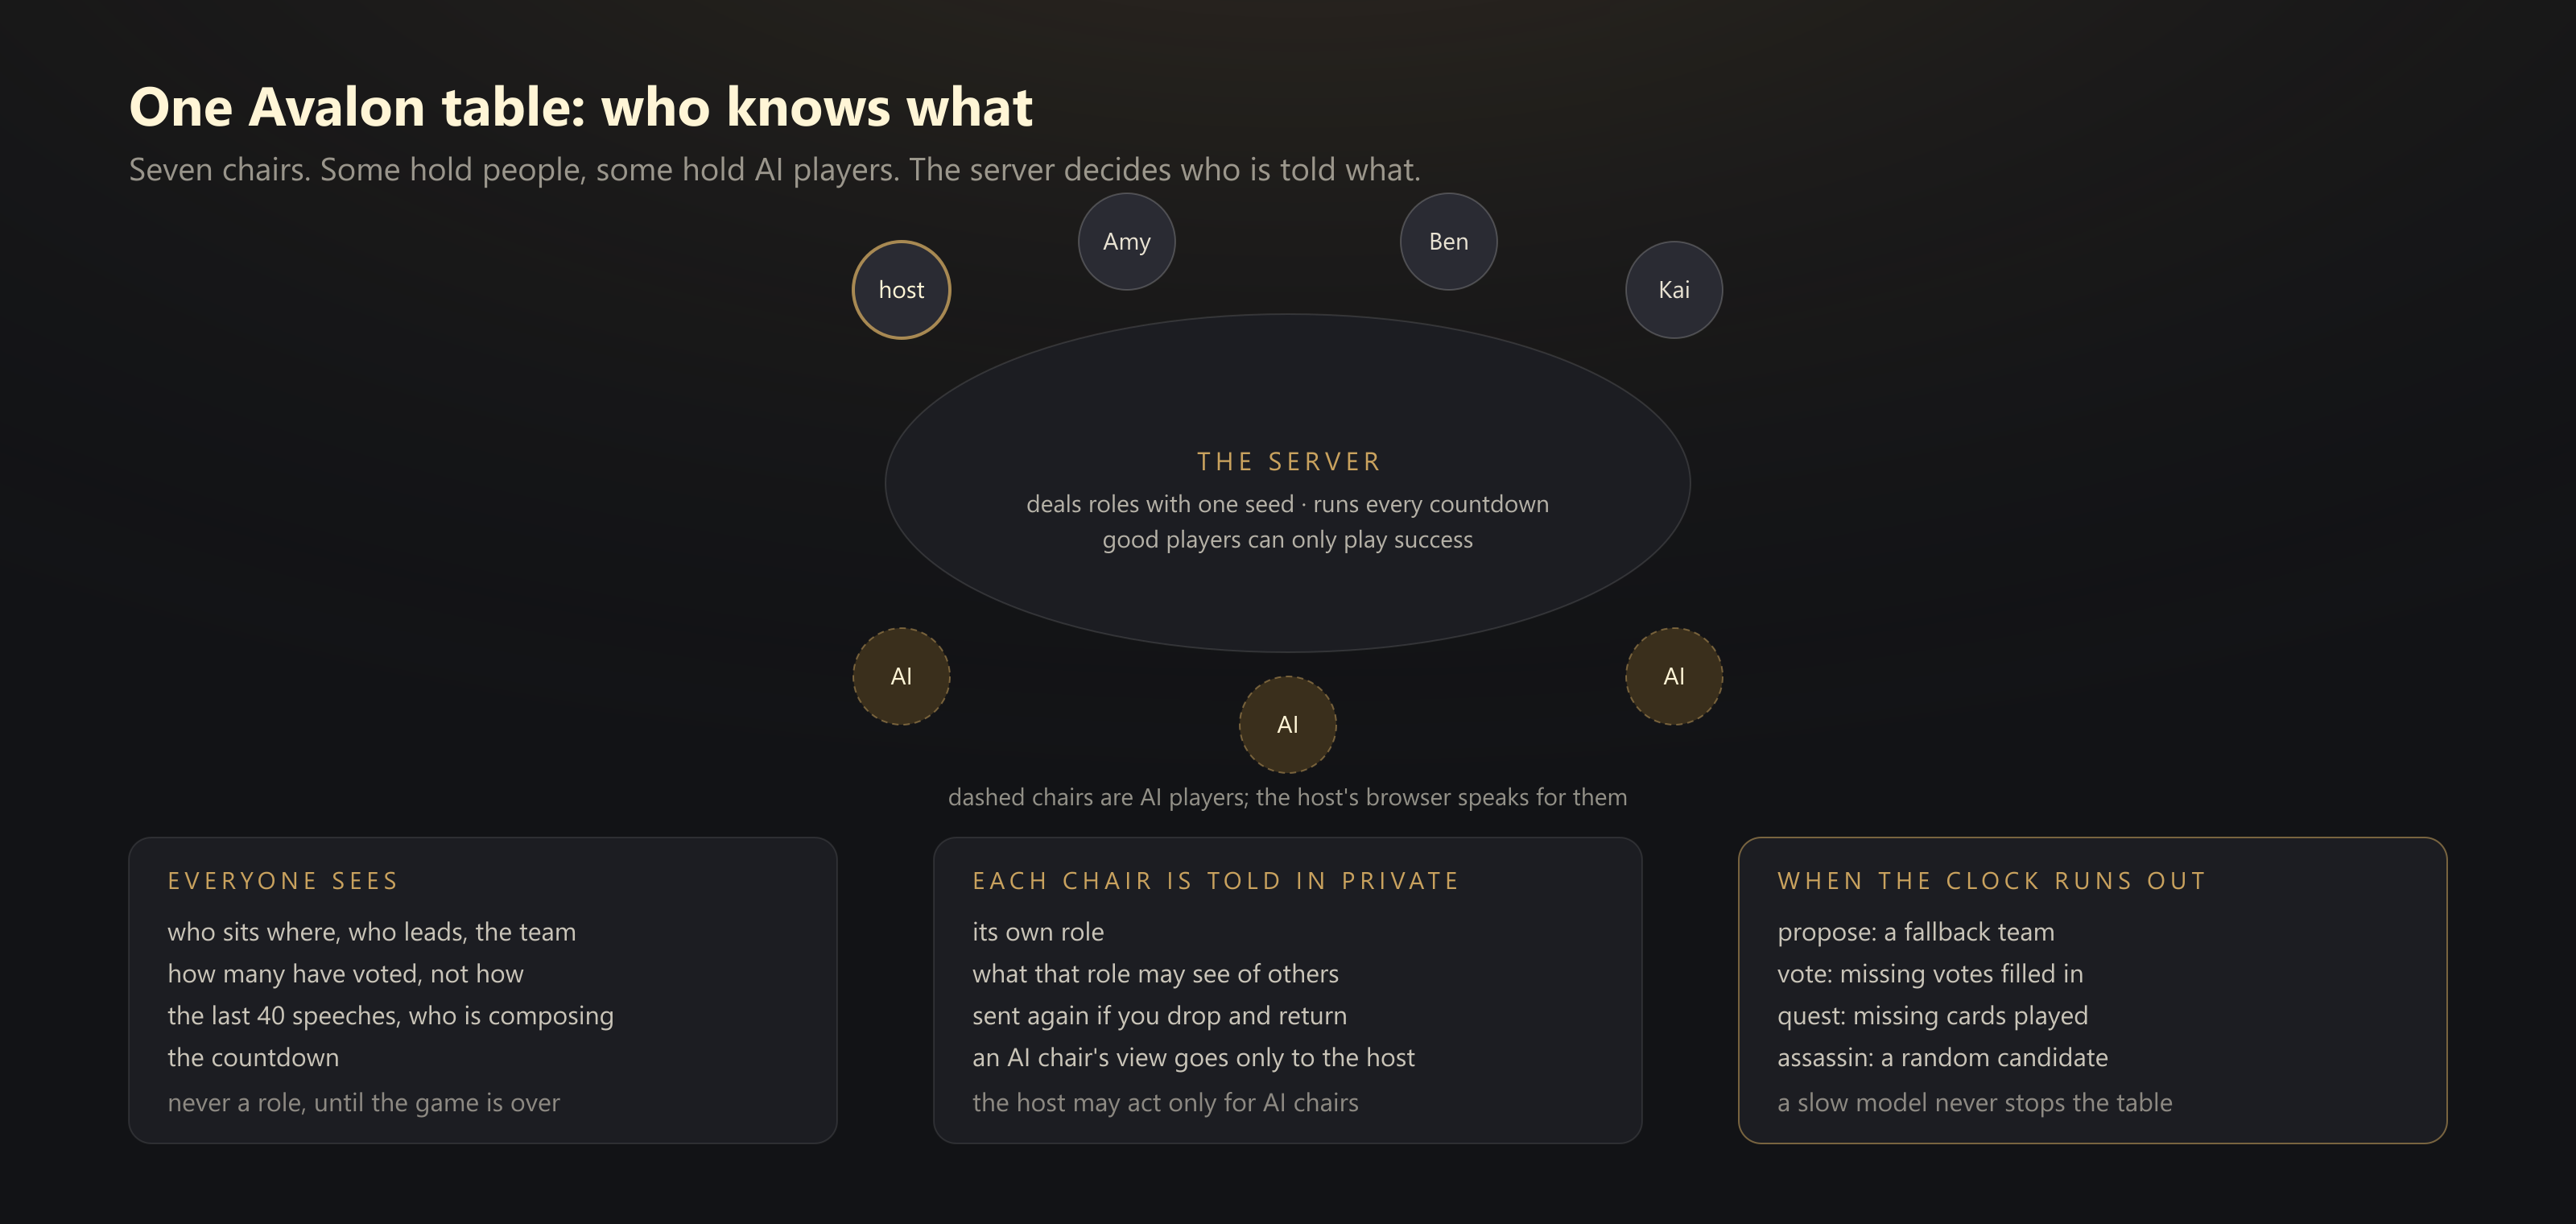 One Avalon table: who knows what
Seven chairs. Some hold people, some hold AI players. The server decides who is told what.
host
Amy
Ben
Kai
THE SERVER
deals roles with one seed · runs every countdown
good players can only play success
AI
AI
AI
dashed chairs are AI players; the host's browser speaks for them
EVERYONE SEES
who sits where, who leads, the team
how many have voted, not how
the last 40 speeches, who is composing
the countdown
never a role, until the game is over
EACH CHAIR IS TOLD IN PRIVATE
its own role
what that role may see of others
sent again if you drop and return
an AI chair's view goes only to the host
the host may act only for AI chairs
WHEN THE CLOCK RUNS OUT
propose: a fallback team
vote: missing votes filled in
quest: missing cards played
assassin: a random candidate
a slow model never stops the table